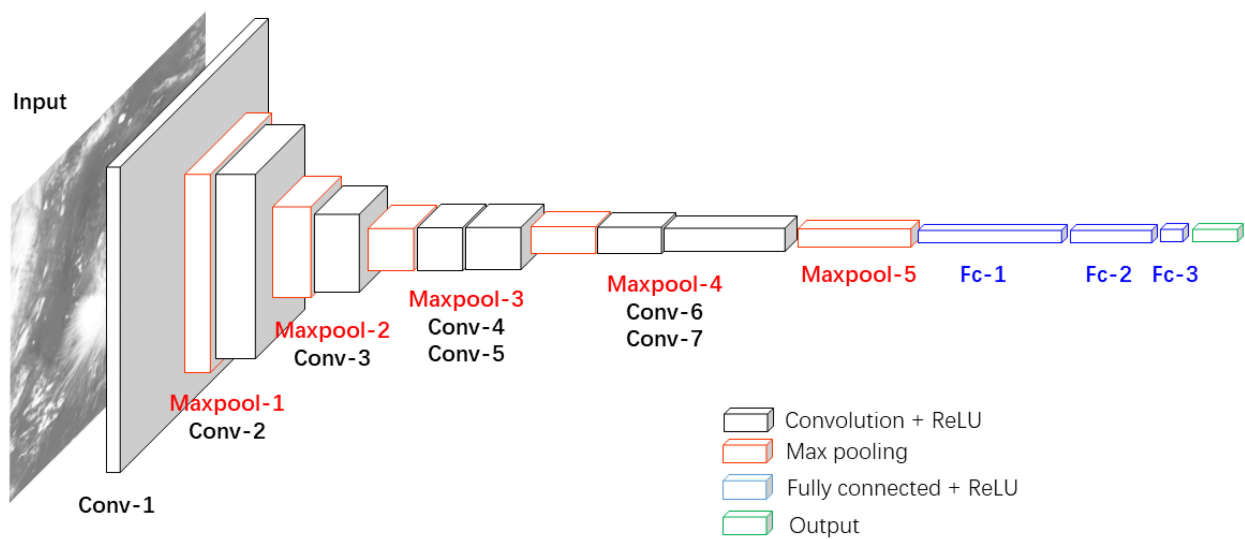 Input
Conv-1
Maxpool-1
Conv-2
Maxpool-2
Conv-3
Maxpool-3
Conv-4
Conv-5
Maxpool-4
Conv-6
Conv-7
Maxpool-5
Fc-1
Fc-2
Fc-3
Convolution + ReLU
Max pooling
Fully connected + ReLU
Output